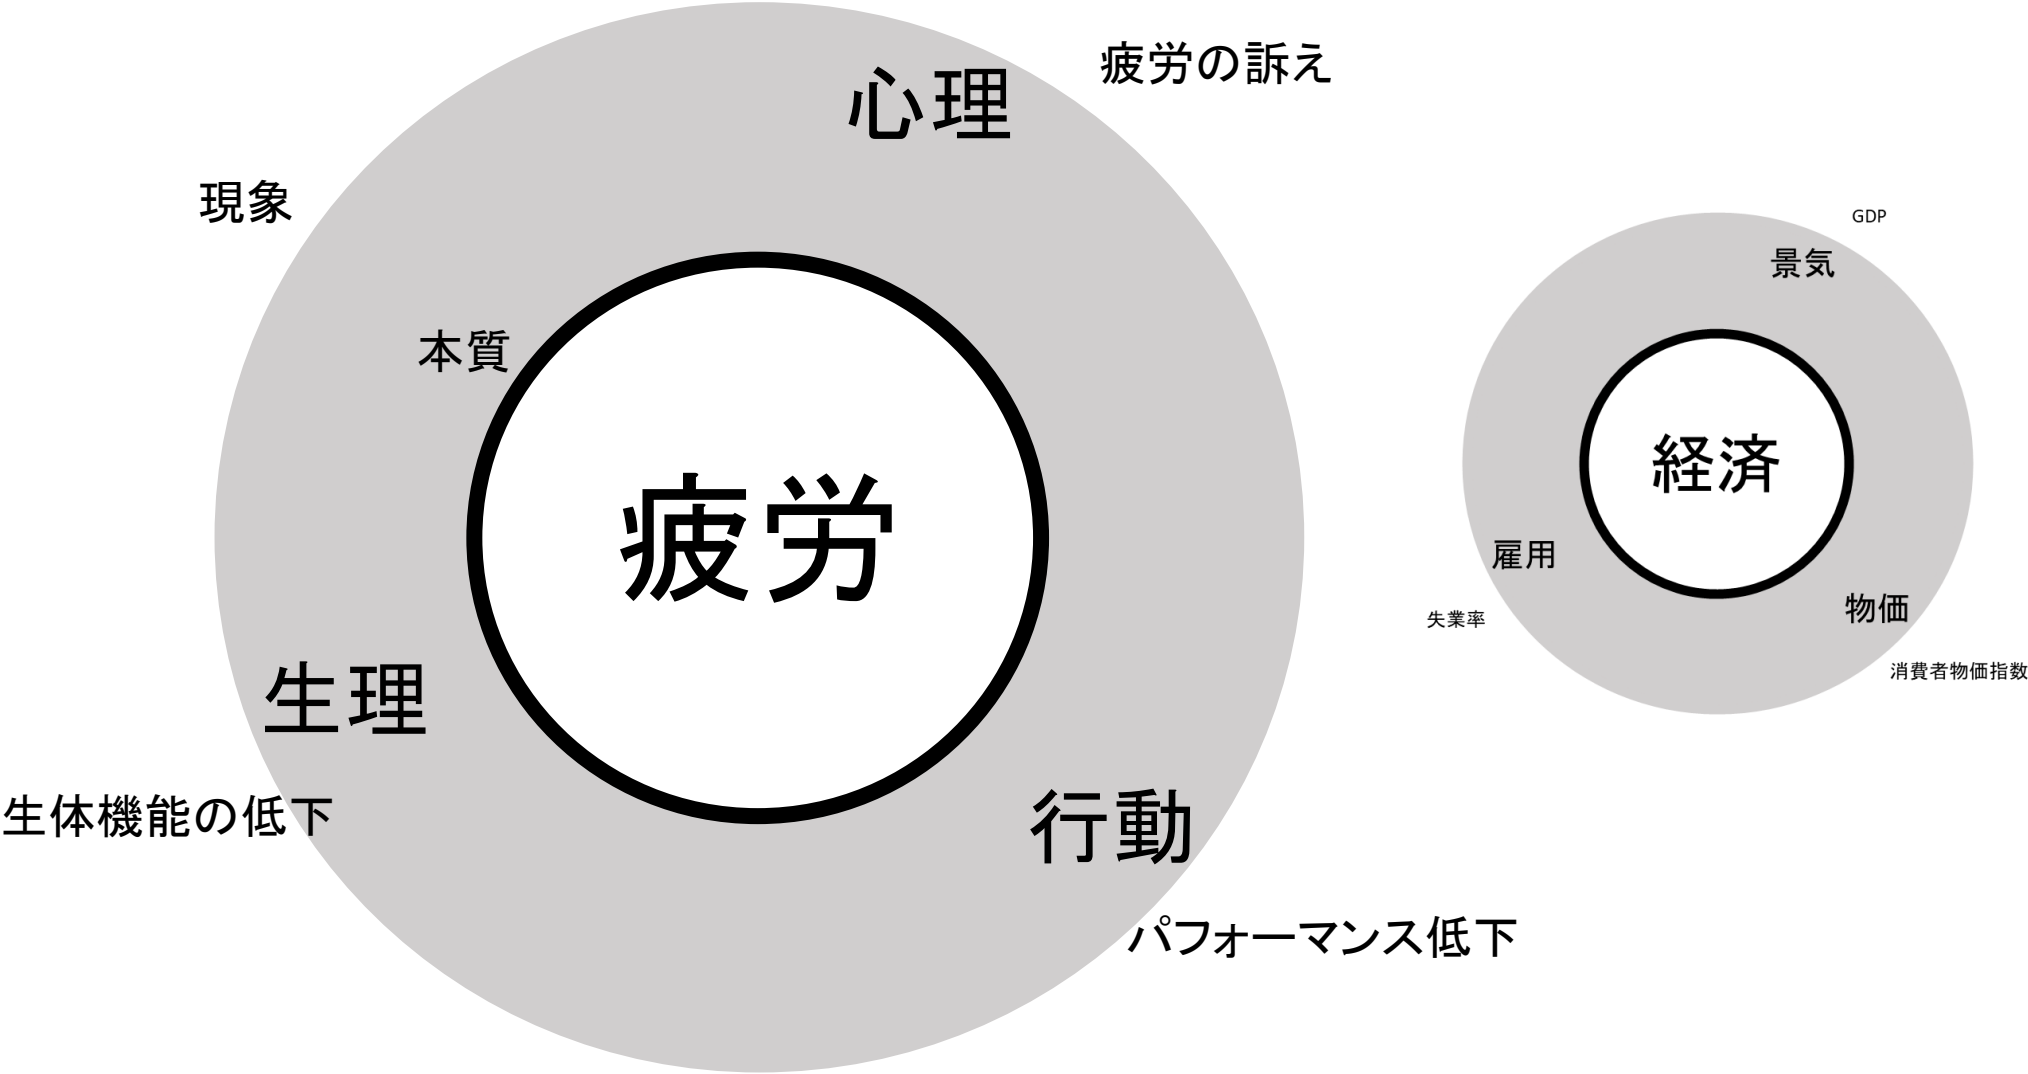 心理
疲労の訴え
現象
本質
疲労
生理
生体機能の低下
行動
パフォーマンス低下
GDP
景気
経済
雇用
失業率
物価
消費者物価指数